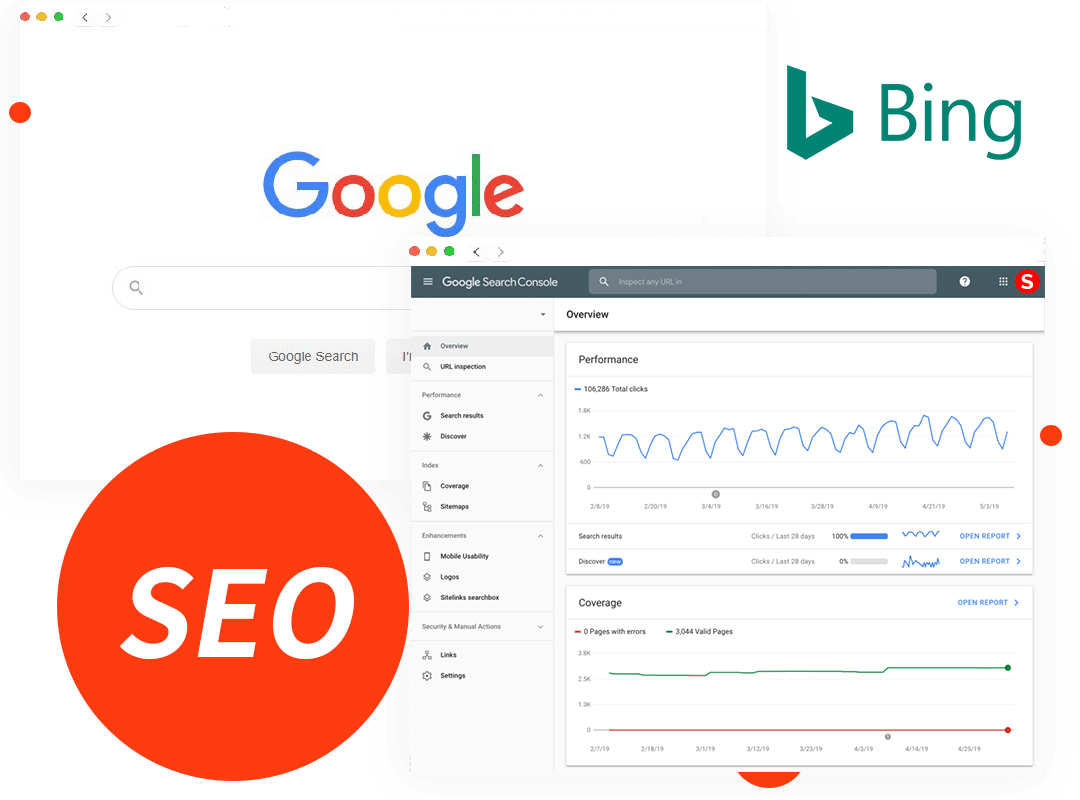 Google
Bing
Google Search
I'
SEO
Google Search Console
Inspect any URL in
?
S
Overview
Overview
URL inspection
Performance
Search results
Discover
Index
Coverage
Sitemaps
Enhancements
Mobile Usability
Logos
Sitelinks searchbox
Security & Manual Actions
Links
Settings
Performance
106,286 Total clicks
1.8K
1.2K
600
0
2/8/19 2/20/19 3/4/19 3/16/19 3/28/19 4/9/19 4/21/19 5/3/19
Search results Clicks / Last 28 days 100% OPEN REPORT
Discover new Clicks / Last 28 days 0% OPEN REPORT
Coverage OPEN REPORT
0 Pages with errors 3,044 Valid Pages
3.8K
2.5K
1.3K
0
2/7/19 2/18/19 3/1/19 3/12/19 3/23/19 4/3/19 4/14/19 4/25/19